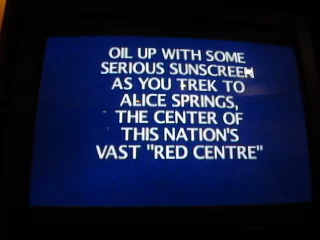 OIL UP WITH SOME
SERIOUS SUNSCREEN
AS YOU TREK TO
ALICE SPRINGS,
THE CENTER OF
THIS NATION'S
VAST "RED CENTRE"